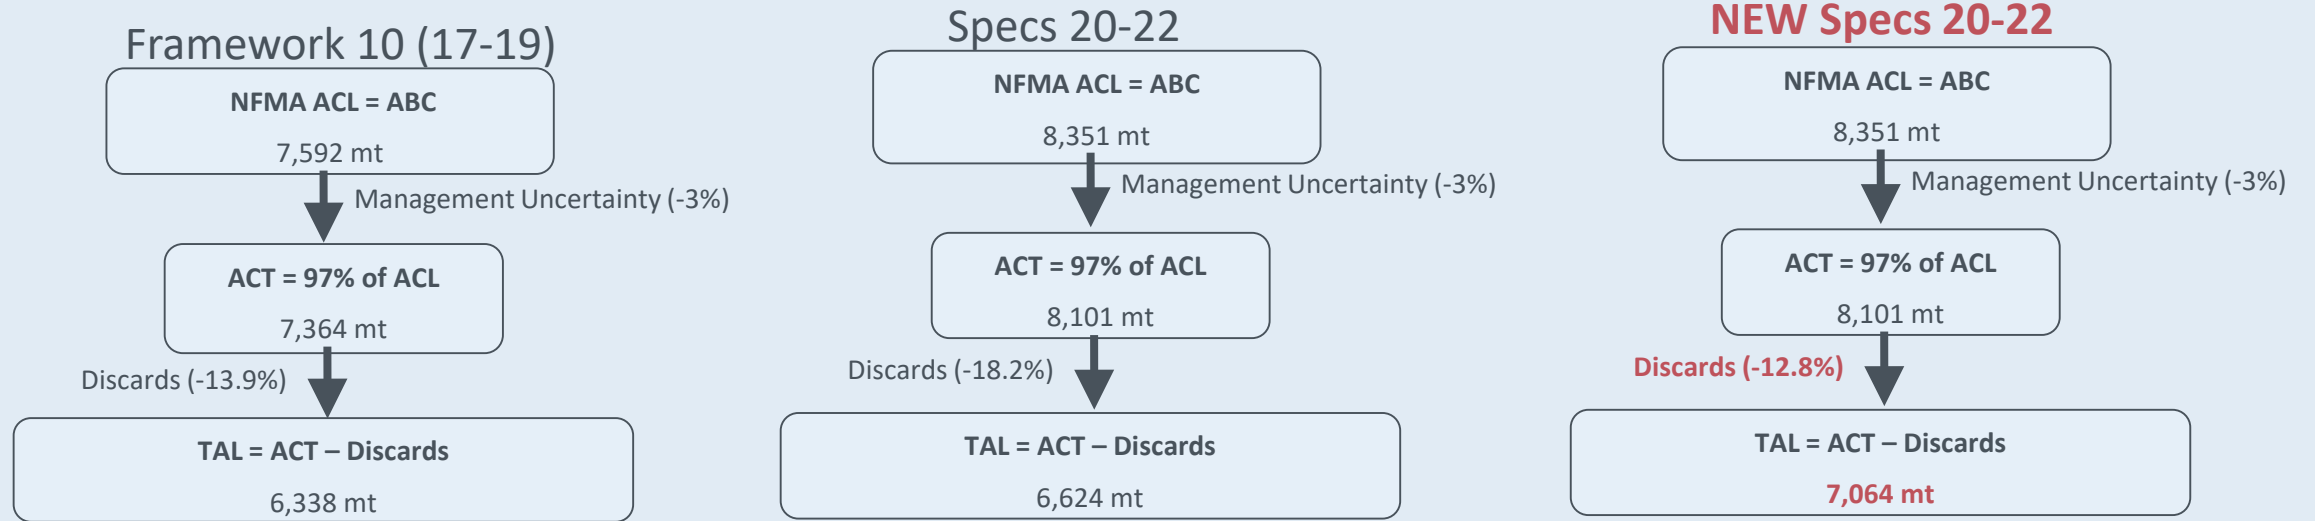 Framework 10 (17-19)
NFMA ACL = ABC
7,592 mt
Management Uncertainty (-3%)
ACT = 97% of ACL
7,364 mt
Discards (-13.9%)
TAL = ACT – Discards
6,338 mt
Specs 20-22
NFMA ACL = ABC
8,351 mt
Management Uncertainty (-3%)
ACT = 97% of ACL
8,101 mt
Discards (-18.2%)
TAL = ACT – Discards
6,624 mt
NEW Specs 20-22
NFMA ACL = ABC
8,351 mt
Management Uncertainty (-3%)
ACT = 97% of ACL
8,101 mt
Discards (-12.8%)
TAL = ACT – Discards
7,064 mt